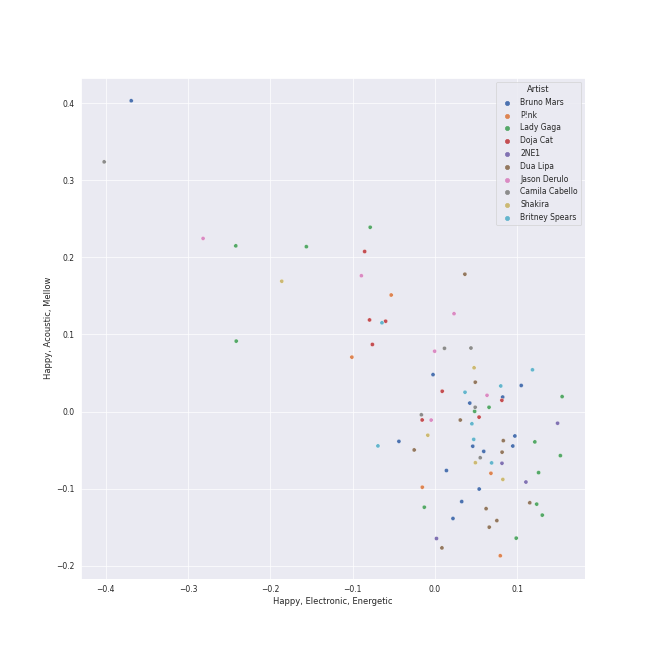 Artist
Bruno Mars
P!nk
Lady Gaga
Doja Cat
2NE1
Dua Lipa
Jason Derulo
Camila Cabello
Shakira
Britney Spears
0.4
0.3
0.2
0.1
0.0
−0.1
−0.2
Happy, Acoustic, Mellow
−0.4 −0.3 −0.2 −0.1 0.0 0.1
Happy, Electronic, Energetic